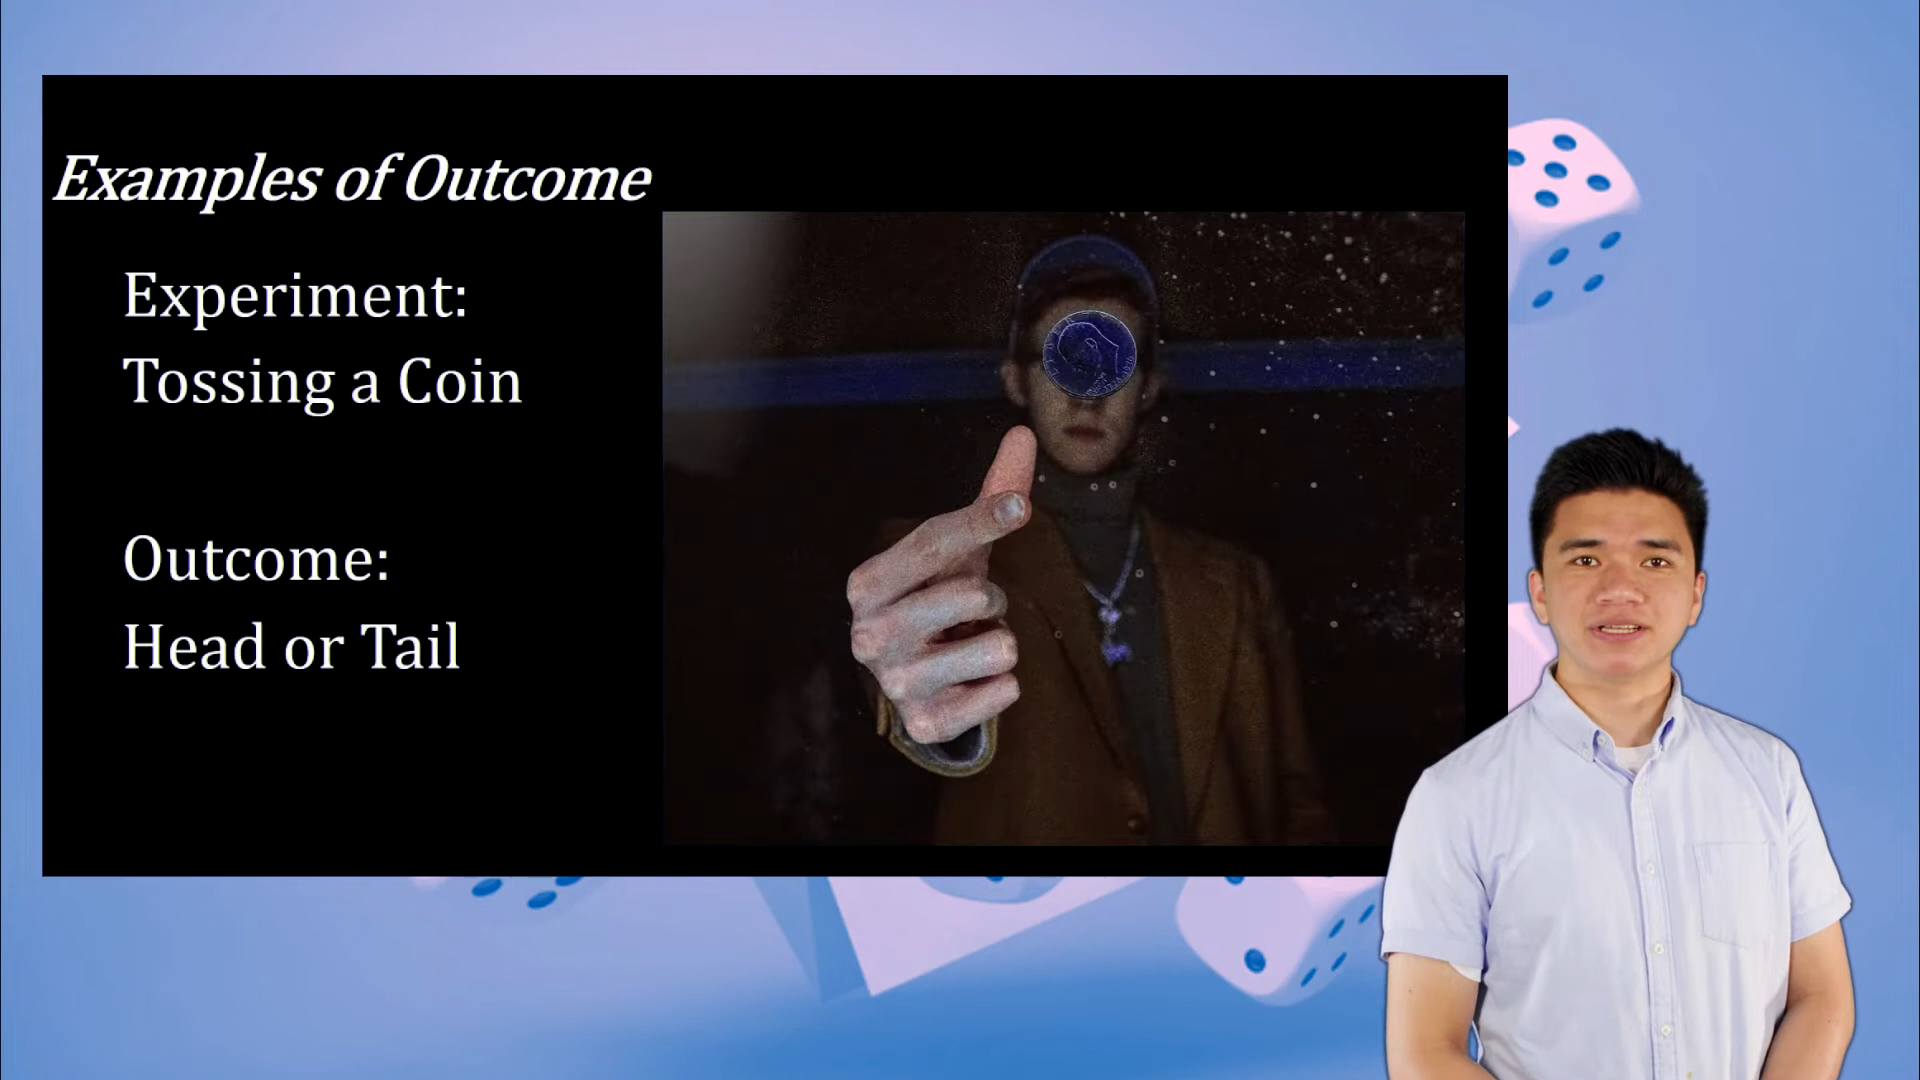 Examples of Outcome
Experiment:
Tossing a Coin
Outcome:
Head or Tail